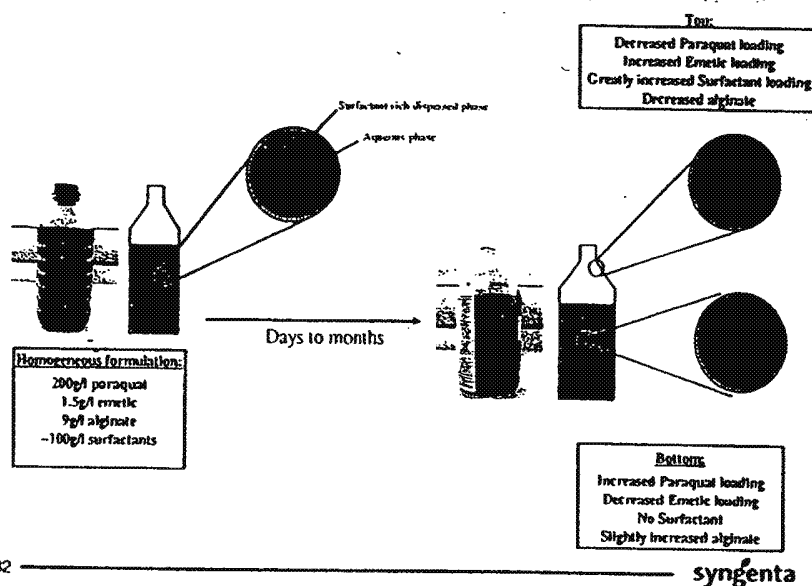 Top:
Decreased Paraquat loading
Increased Emetic loading
Greatly increased Surfactant loading
Decreased alginate
Surfactant rich dispersed phase
Aqueous phase
Days to months
Homogeneous formulation:
200g/l paraquat
1.5g/l emetic
9g/l alginate
~100g/l surfactants
Bottom:
Increased Paraquat loading
Decreased Emetic loading
No Surfactant
Slightly increased alginate
syngenta